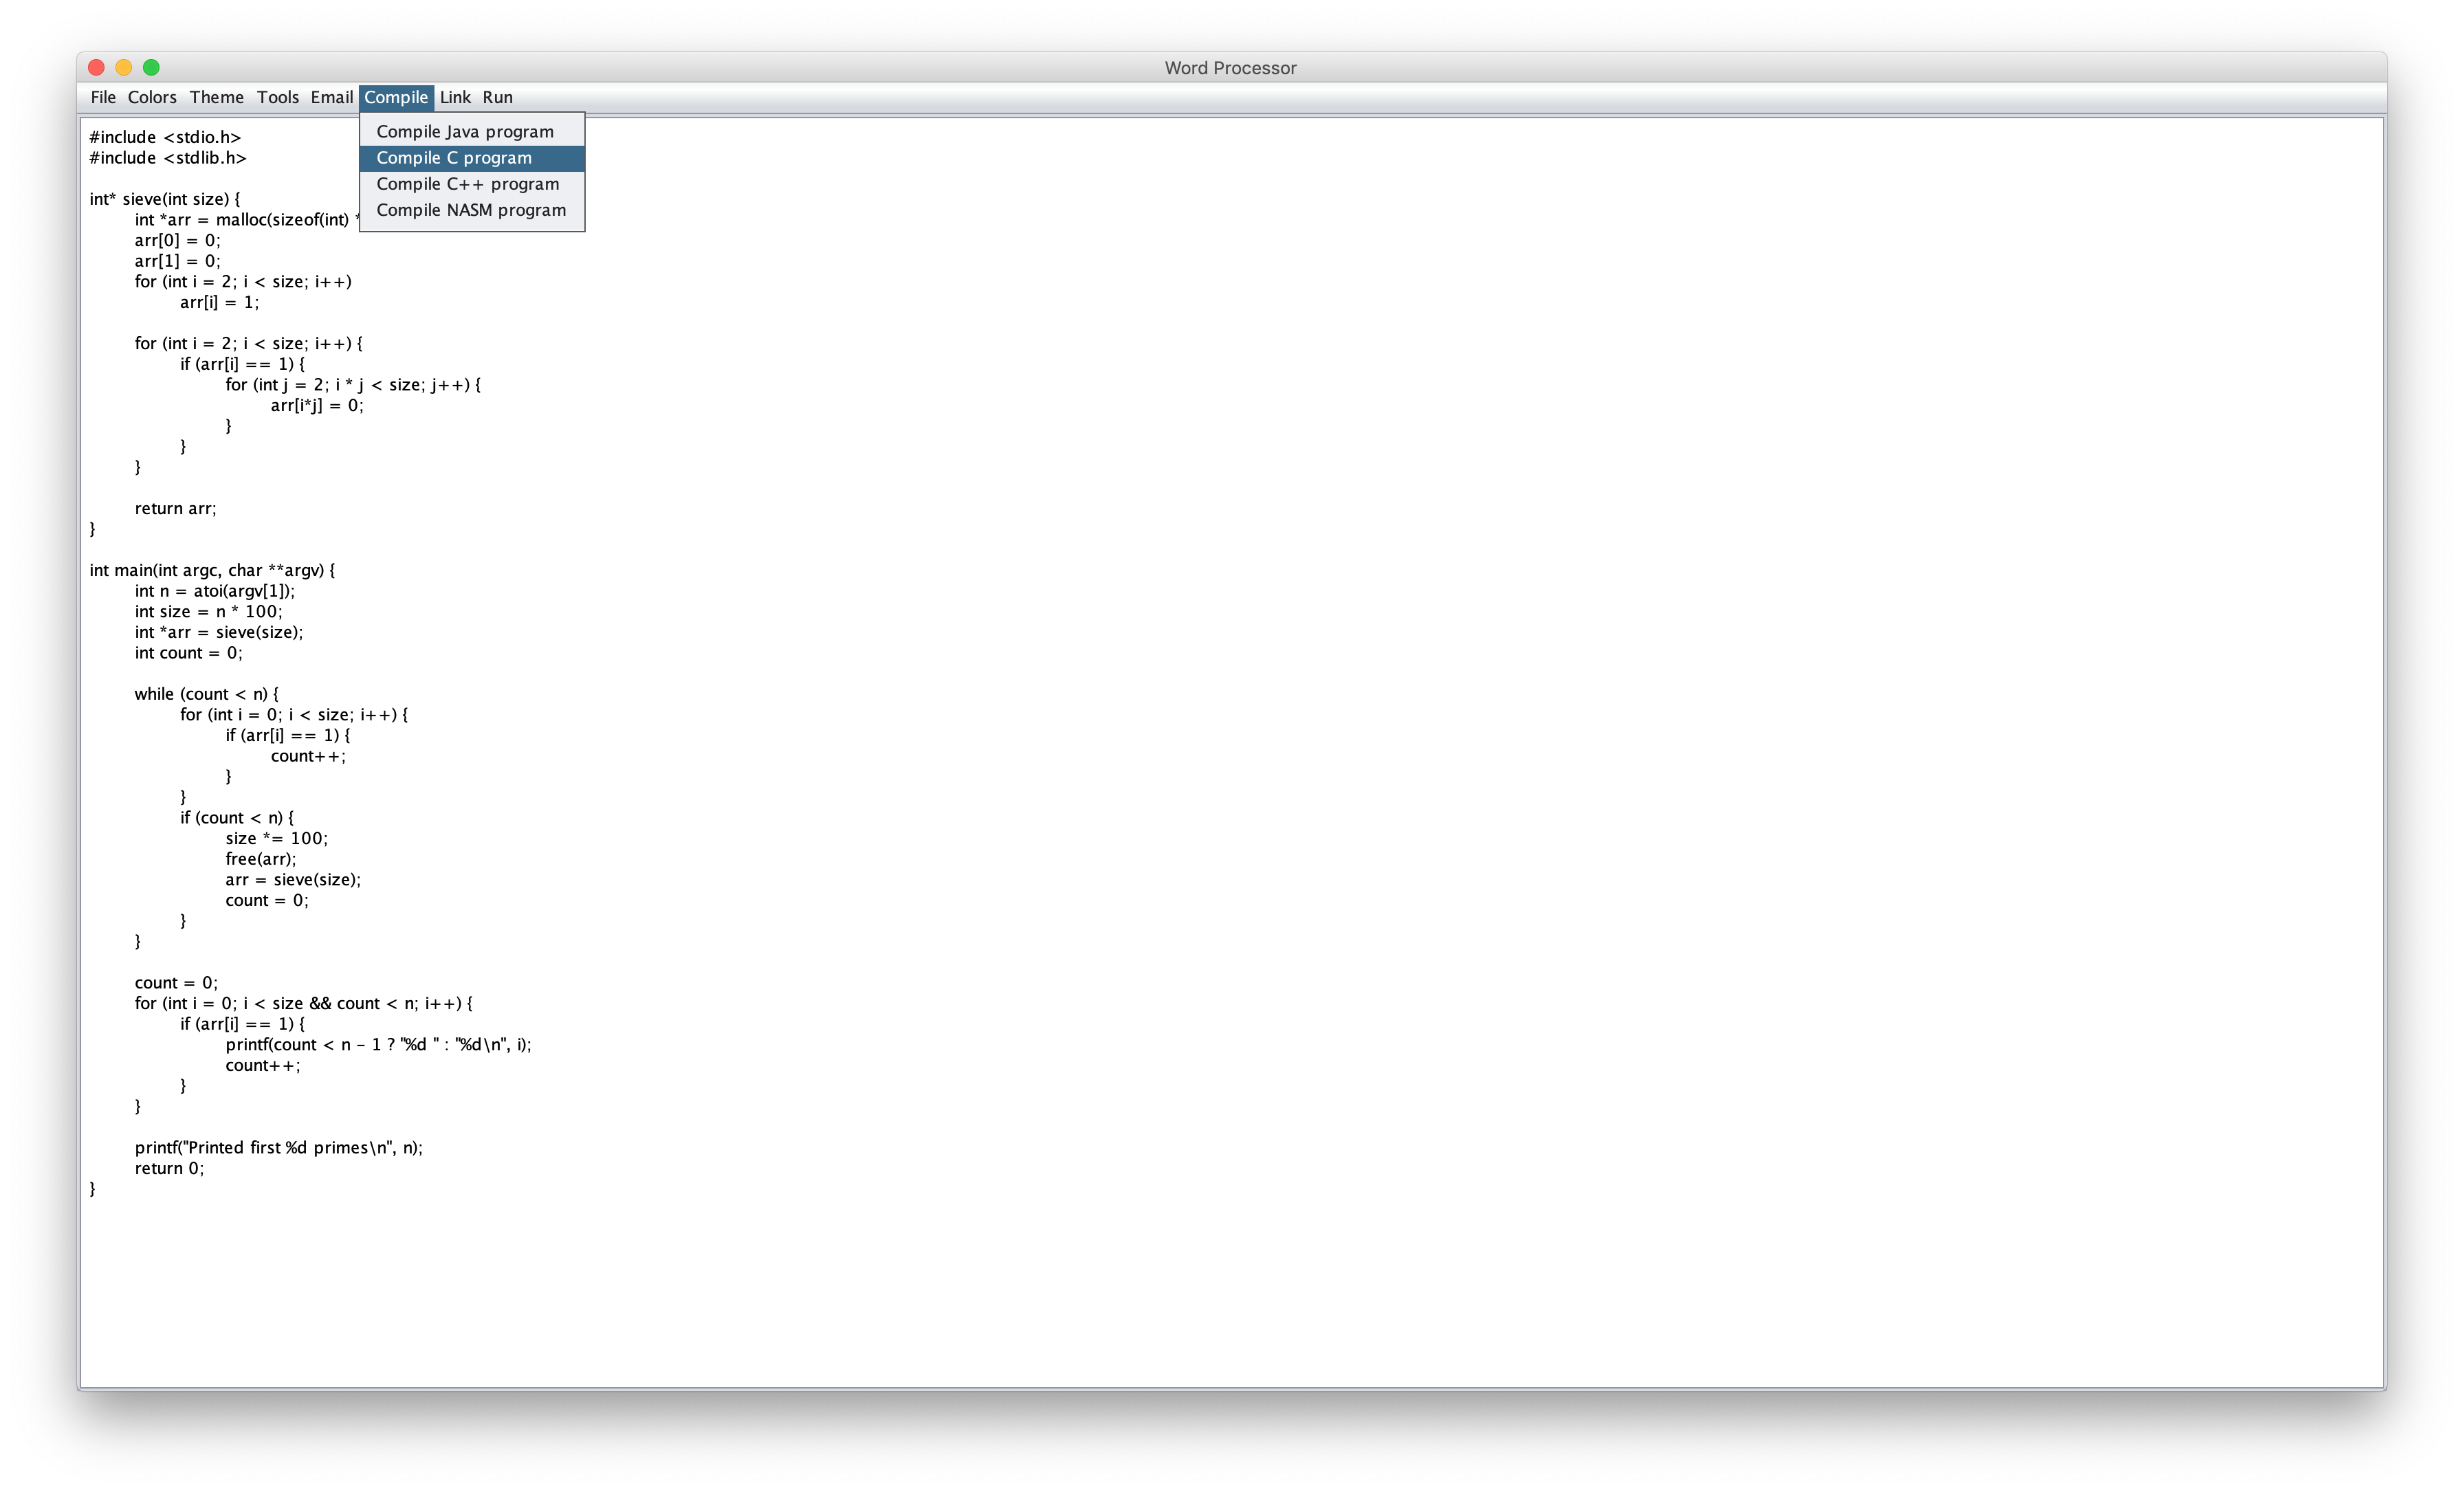 Word Processor
File Colors Theme Tools Email Compile Link Run
Compile Java program
Compile C program
Compile C++ program
Compile NASM program
#include <stdio.h>
#include <stdlib.h>
int* sieve(int size) {
int *arr = malloc(sizeof(int) *
arr[0] = 0;
arr[1] = 0;
for (int i = 2; i < size; i++)
arr[i] = 1;
for (int i = 2; i < size; i++) {
if (arr[i] == 1) {
for (int j = 2; i * j < size; j++) {
arr[i*j] = 0;
}
}
}
return arr;
}
int main(int argc, char **argv) {
int n = atoi(argv[1]);
int size = n * 100;
int *arr = sieve(size);
int count = 0;
while (count < n) {
for (int i = 0; i < size; i++) {
if (arr[i] == 1) {
count++;
}
}
if (count < n) {
size *= 100;
free(arr);
arr = sieve(size);
count = 0;
}
}
count = 0;
for (int i = 0; i < size && count < n; i++) {
if (arr[i] == 1) {
printf(count < n - 1 ? "%d " : "%d\n", i);
count++;
}
}
printf("Printed first %d primes\n", n);
return 0;
}